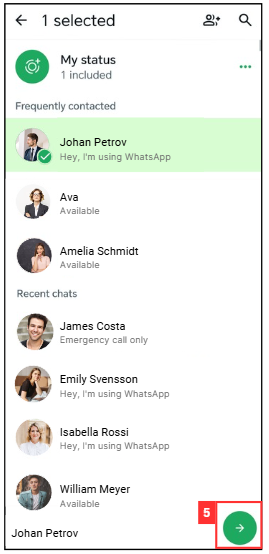 1 selected
My status
1 included
Frequently contacted
Johan Petrov
Hey, I'm using WhatsApp
Ava
Available
Amelia Schmidt
Available
Recent chats
James Costa
Emergency call only
Emily Svensson
Hey, I'm using WhatsApp
Isabella Rossi
Hey, I'm using WhatsApp
William Meyer
Available
5
Johan Petrov